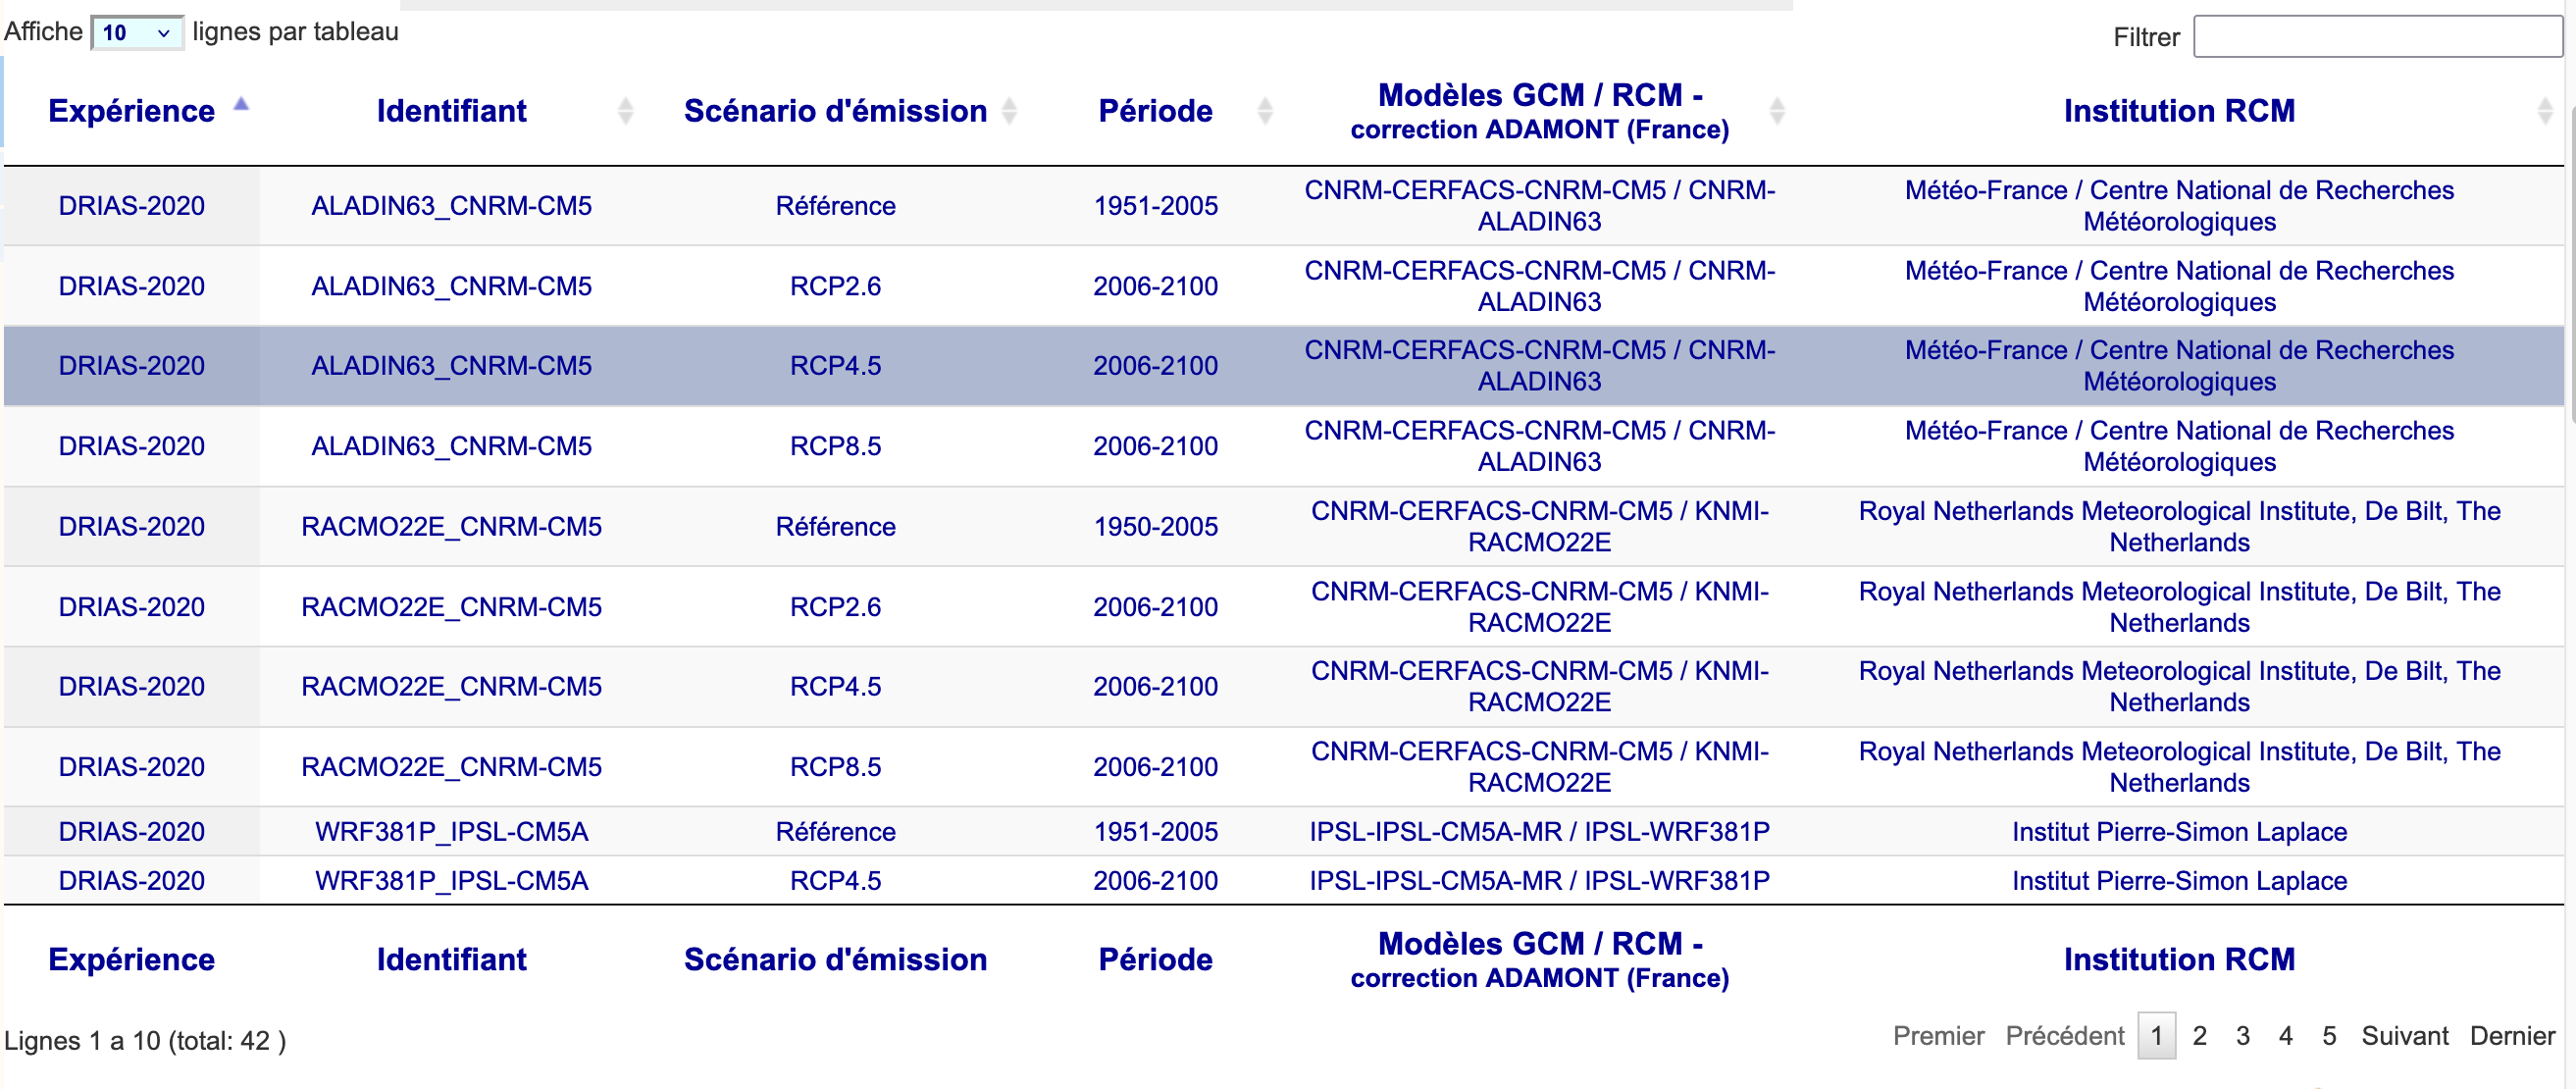 Affiche 10 lignes par tableau
Filtrer
Expérience Identifiant Scénario d'émission Période Modèles GCM / RCM - Institution RCM
correction ADAMONT (France)
DRIAS-2020 ALADIN63_CNRM-CM5 Référence 1951-2005 CNRM-CERFACS-CNRM-CM5 / CNRM- Météo-France / Centre National de Recherches
ALADIN63 Météorologiques
DRIAS-2020 ALADIN63_CNRM-CM5 RCP2.6 2006-2100 CNRM-CERFACS-CNRM-CM5 / CNRM- Météo-France / Centre National de Recherches
ALADIN63 Météorologiques
DRIAS-2020 ALADIN63_CNRM-CM5 RCP4.5 2006-2100 CNRM-CERFACS-CNRM-CM5 / CNRM- Météo-France / Centre National de Recherches
ALADIN63 Météorologiques
DRIAS-2020 ALADIN63_CNRM-CM5 RCP8.5 2006-2100 CNRM-CERFACS-CNRM-CM5 / CNRM- Météo-France / Centre National de Recherches
ALADIN63 Météorologiques
DRIAS-2020 RACMO22E_CNRM-CM5 Référence 1950-2005 CNRM-CERFACS-CNRM-CM5 / KNMI- Royal Netherlands Meteorological Institute, De Bilt, The
RACMO22E Netherlands
DRIAS-2020 RACMO22E_CNRM-CM5 RCP2.6 2006-2100 CNRM-CERFACS-CNRM-CM5 / KNMI- Royal Netherlands Meteorological Institute, De Bilt, The
RACMO22E Netherlands
DRIAS-2020 RACMO22E_CNRM-CM5 RCP4.5 2006-2100 CNRM-CERFACS-CNRM-CM5 / KNMI- Royal Netherlands Meteorological Institute, De Bilt, The
RACMO22E Netherlands
DRIAS-2020 RACMO22E_CNRM-CM5 RCP8.5 2006-2100 CNRM-CERFACS-CNRM-CM5 / KNMI- Royal Netherlands Meteorological Institute, De Bilt, The
RACMO22E Netherlands
DRIAS-2020 WRF381P_IPSL-CM5A Référence 1951-2005 IPSL-IPSL-CM5A-MR / IPSL-WRF381P Institut Pierre-Simon Laplace
DRIAS-2020 WRF381P_IPSL-CM5A RCP4.5 2006-2100 IPSL-IPSL-CM5A-MR / IPSL-WRF381P Institut Pierre-Simon Laplace
Expérience Identifiant Scénario d'émission Période Modèles GCM / RCM - Institution RCM
correction ADAMONT (France)
Lignes 1 a 10 (total: 42 )
Premier Précédent 1 2 3 4 5 Suivant Dernier